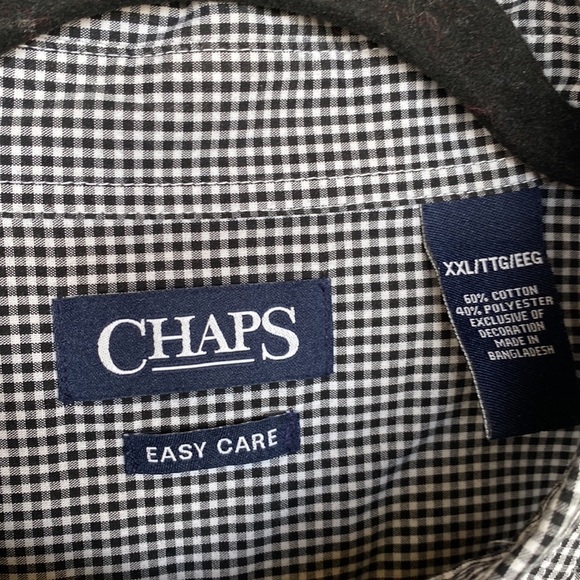 CHAPS
EASY CARE
XXL/TTG/EEG
60% COTTON
40% POLYESTER
EXCLUSIVE OF
DECORATION
MADE IN
BANGLADESH